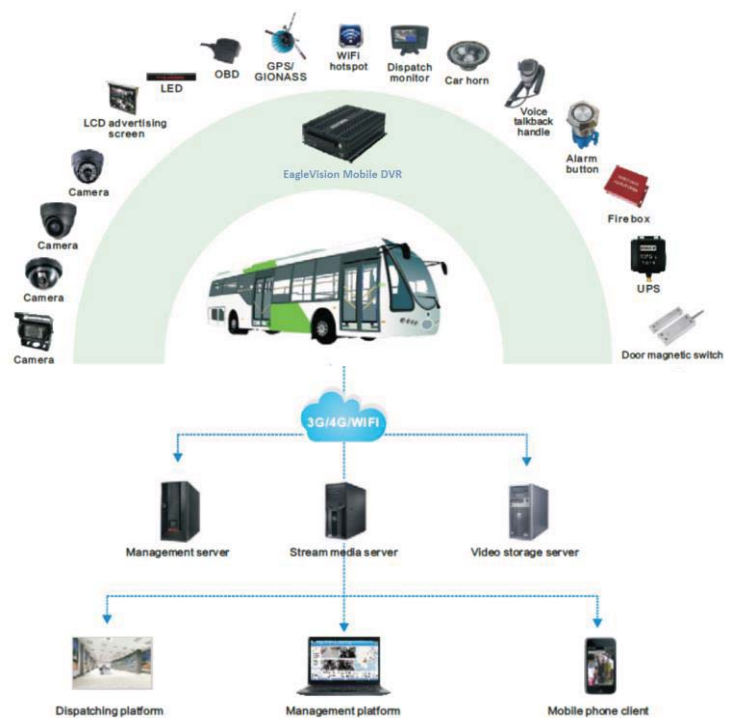 WiFi
hotspot
GPS/
GIONASS
Dispatch
monitor
OBD
Car horn
LED
Voice
talkback
handle
LCD advertising
screen
Alarm
button
EagleVision Mobile DVR
Camera
Fire box
Camera
UPS
Camera
Door magnetic switch
Camera
3G/4G/WIFI
Management server
Stream media server
Video storage server
Dispatching platform
Management platform
Mobile phone client